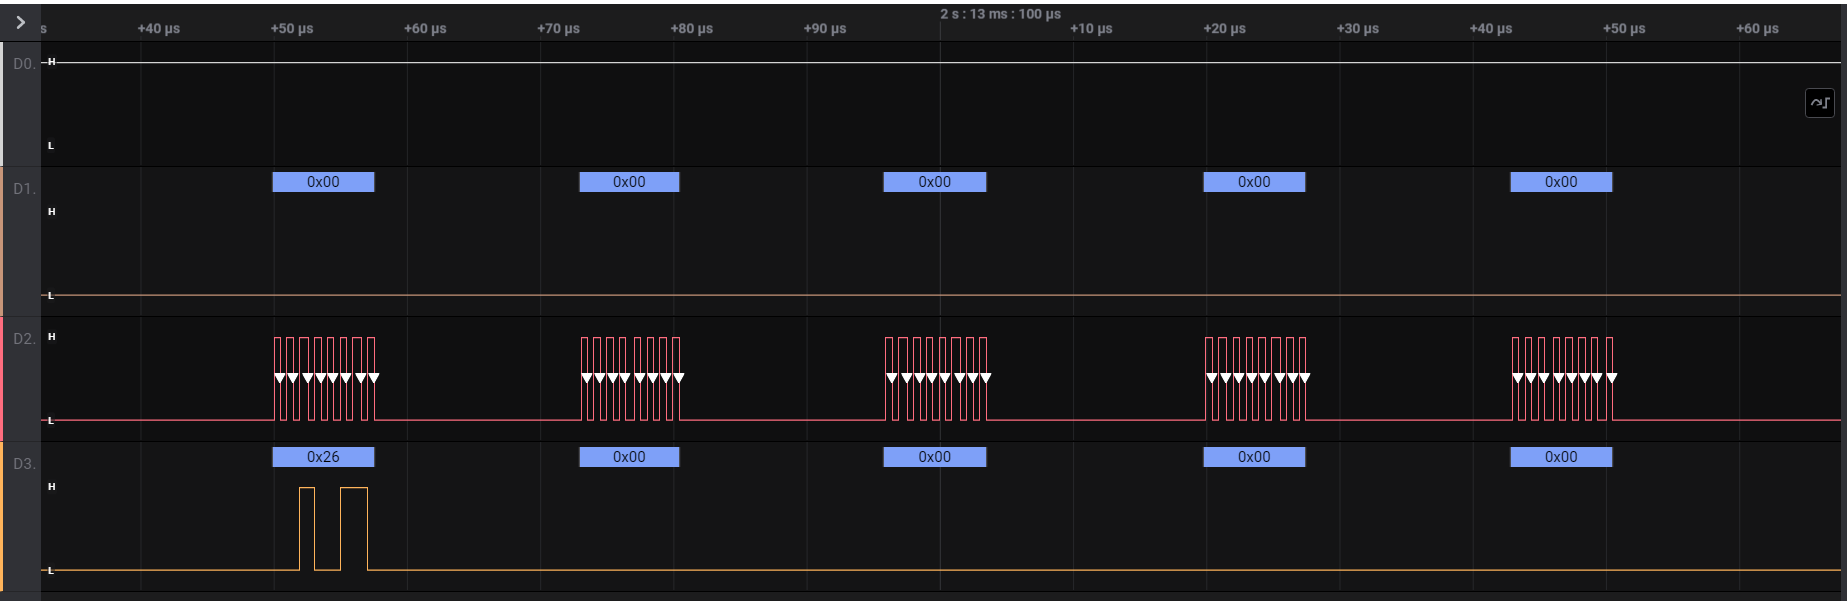 2 s : 13 ms : 100 µs
s +40 µs +50 µs +60 µs +70 µs +80 µs +90 µs +10 µs +20 µs +30 µs +40 µs +50 µs +60 µs
D0. H
L
0x00 0x00 0x00 0x00 0x00
D1.
H
L
D2. H
L
0x26 0x00 0x00 0x00 0x00
D3.
H
L